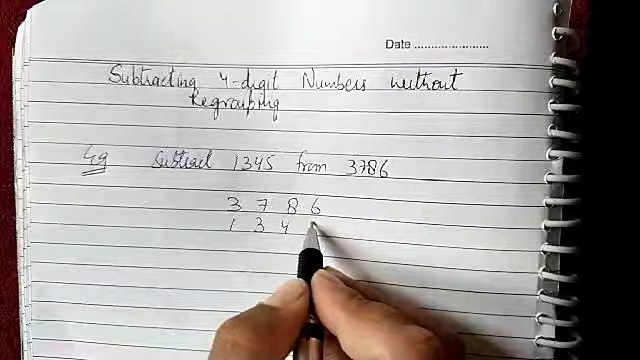 Date ........................
Subtracting 4-digit Numbers without
Regrouping
Eg Subtract 1345 from 3786
3 7 8 6
1 3 4